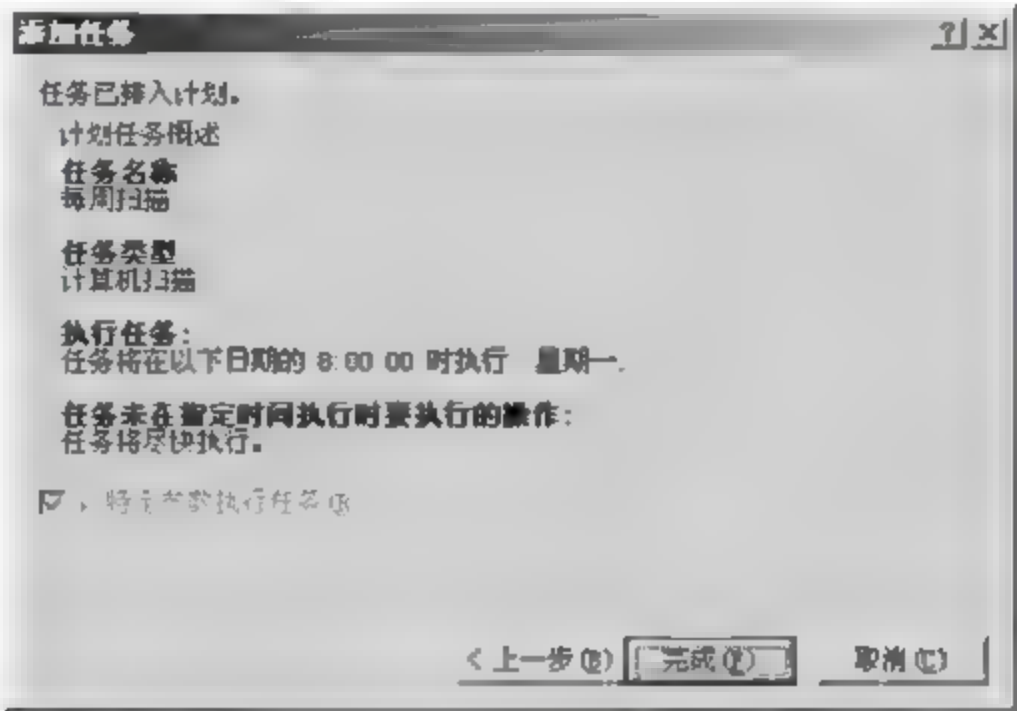 添加任务
任务已排入计划。
计划任务概述
任务名称
每周扫描
任务类型
计算机扫描
执行任务:
任务将在以下日期的 8:00:00 时执行 星期一.
任务未在指定时间执行时要执行的操作:
任务将尽快执行。
执行任务
< 上一步(B) 完成(F) 取消(C)